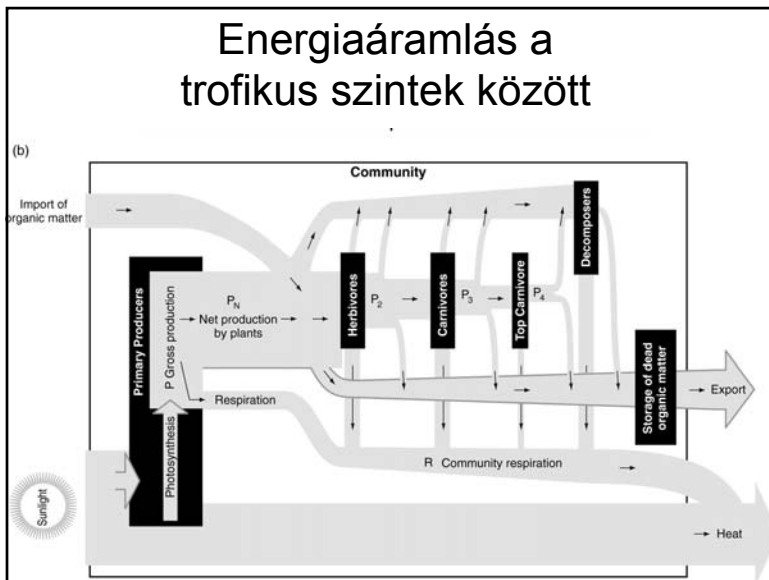 Energiaáramlás a
trofikus szintek között
(b)
Community
Import of
organic matter
Decomposers
Primary Producers
P Gross production
P_N
Net production
by plants
Herbivores
P_2
Carnivores
P_3
Top Carnivore
P_4
Storage of dead
organic matter
Export
Respiration
Photosynthesis
R Community respiration
Sunlight
Heat